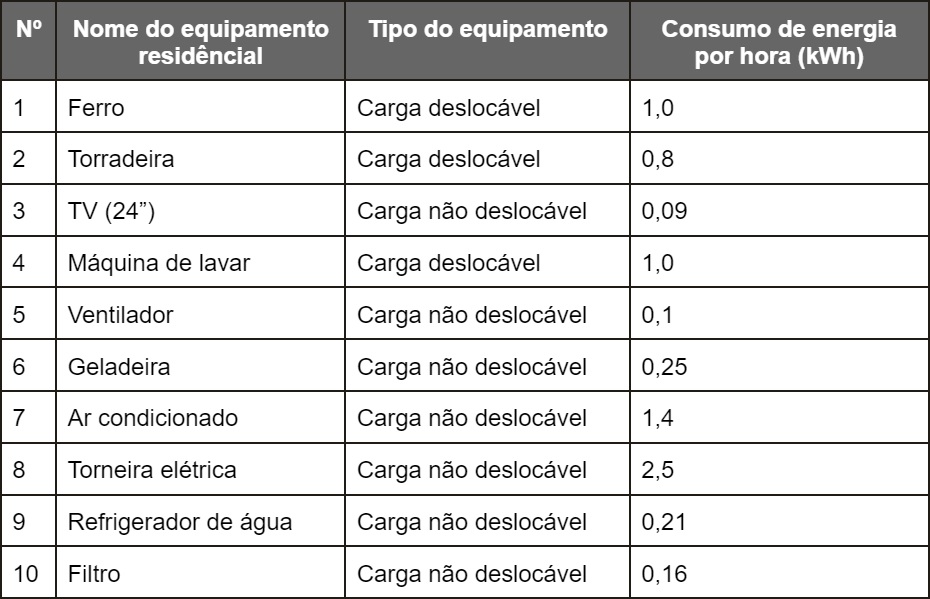 Nº Nome do equipamento residêncial Tipo do equipamento Consumo de energia por hora (kWh)
1 Ferro Carga deslocável 1,0
2 Torradeira Carga deslocável 0,8
3 TV (24”) Carga não deslocável 0,09
4 Máquina de lavar Carga deslocável 1,0
5 Ventilador Carga não deslocável 0,1
6 Geladeira Carga não deslocável 0,25
7 Ar condicionado Carga não deslocável 1,4
8 Torneira elétrica Carga não deslocável 2,5
9 Refrigerador de água Carga não deslocável 0,21
10 Filtro Carga não deslocável 0,16